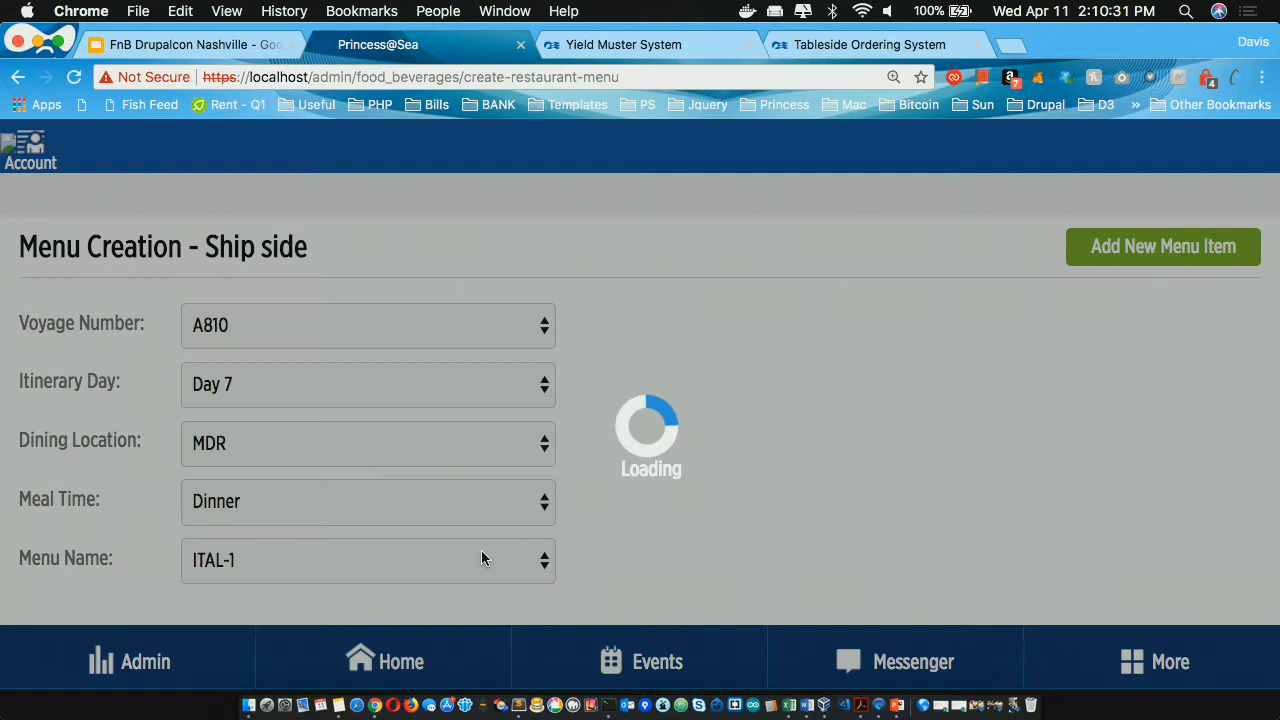 Chrome File Edit View History Bookmarks People Window Help 100% Wed Apr 11 2:10:31 PM
FnB Drupalcon Nashville - Goo Princess@Sea Yield Muster System Tableside Ordering System Davis
Not Secure https://localhost/admin/food_beverages/create-restaurant-menu
Apps Fish Feed Rent - Q1 Useful PHP Bills BANK Templates PS Jquery Princess Mac Bitcoin Sun Drupal D3 » Other Bookmarks
Account
Menu Creation - Ship side Add New Menu Item
Voyage Number: A810
Itinerary Day: Day 7
Dining Location: MDR
Loading
Meal Time: Dinner
Menu Name: ITAL-1
Admin Home Events Messenger More